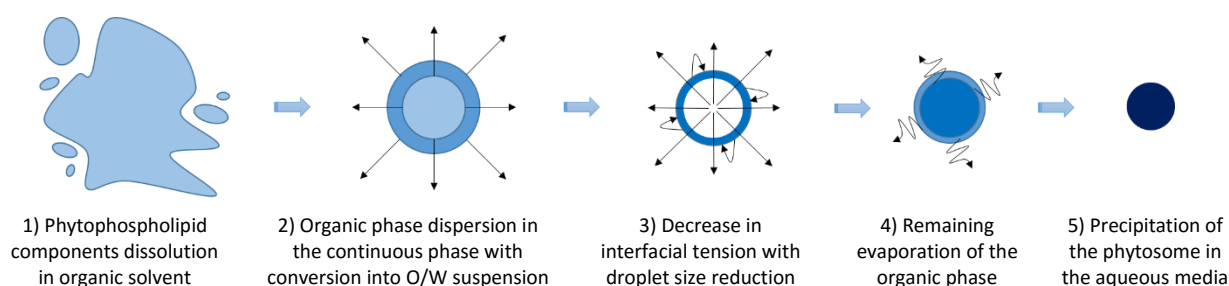 1) Phytophospholipid
components dissolution
in organic solvent
2) Organic phase dispersion in
the continuous phase with
conversion into O/W suspension
3) Decrease in
interfacial tension with
droplet size reduction
4) Remaining
evaporation of the
organic phase
5) Precipitation of
the phytosome in
the aqueous media